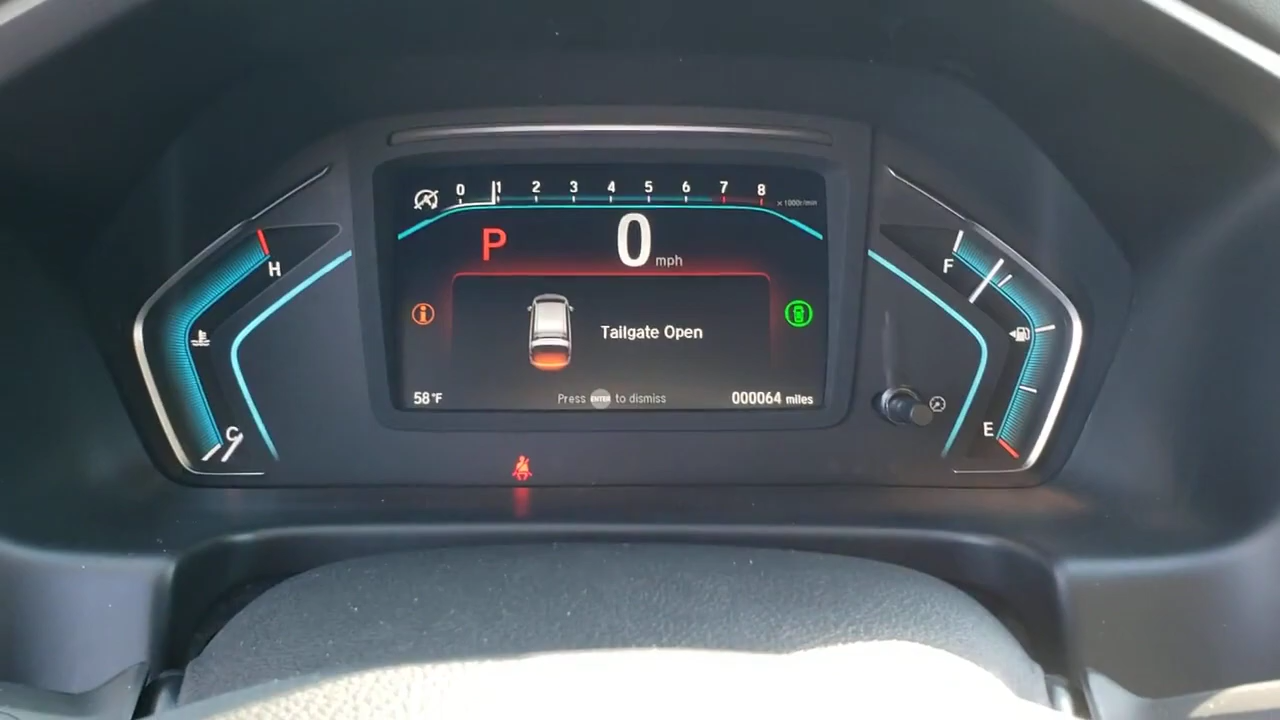 0 1 2 3 4 5 6 7 8
x1000r/min
P 0 mph
H
F
Tailgate Open
58°F
Press ENTER to dismiss
000064 miles
C
E